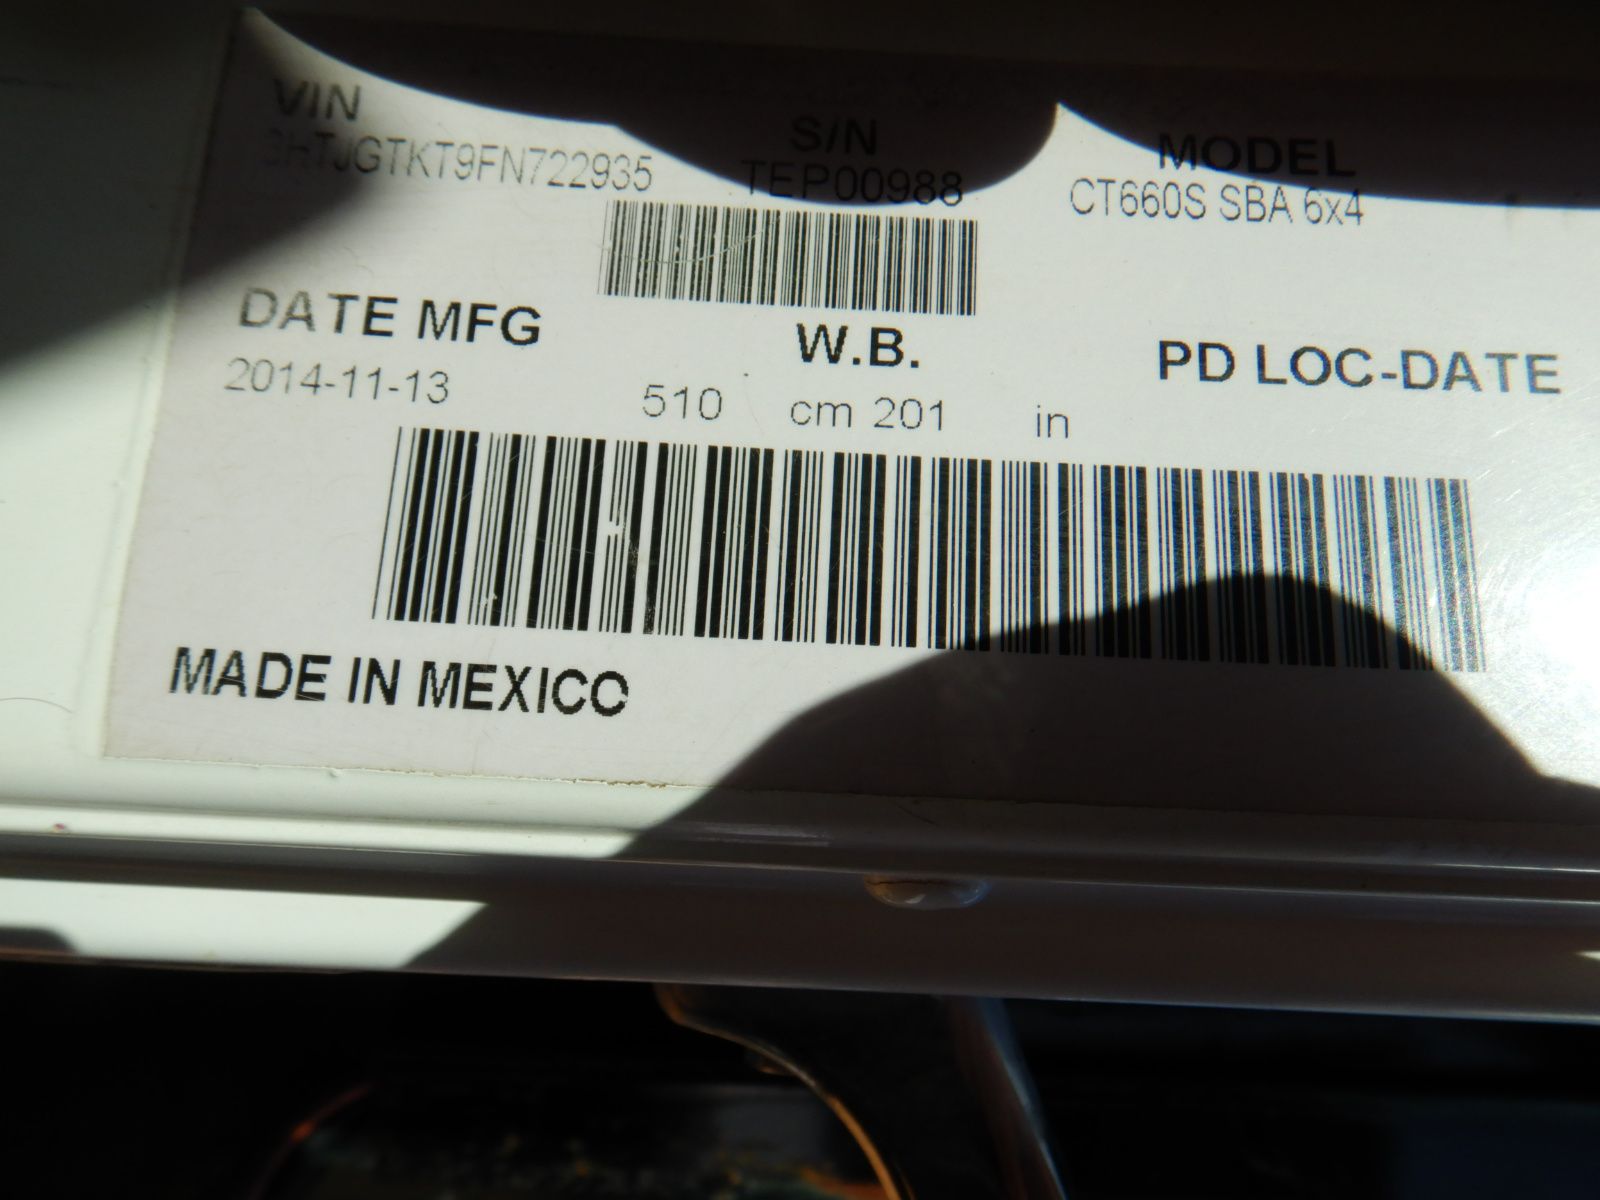 VIN S/N MODEL
3HTJGTKT9FN722935 TEP00988 CT660S SBA 6x4
DATE MFG W.B. PD LOC-DATE
2014-11-13 510 cm 201 in
MADE IN MEXICO